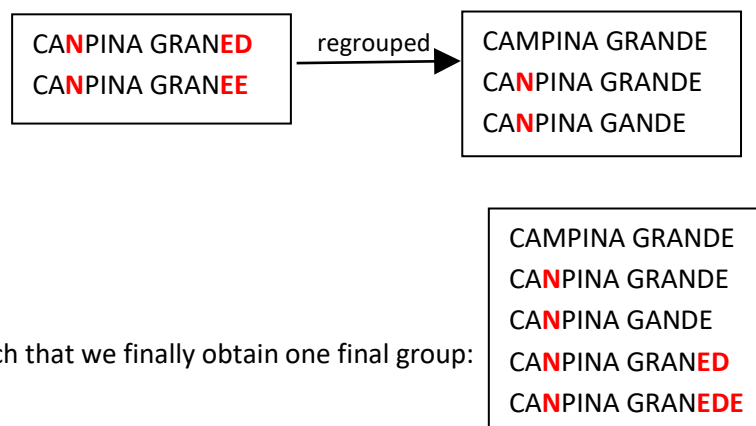 CANPINA GRANED
CANPINA GRANEE
regrouped
CAMPINA GRANDE
CANPINA GRANDE
CANPINA GANDE
ch that we finally obtain one final group:
CAMPINA GRANDE
CANPINA GRANDE
CANPINA GANDE
CANPINA GRANED
CANPINA GRANEDE